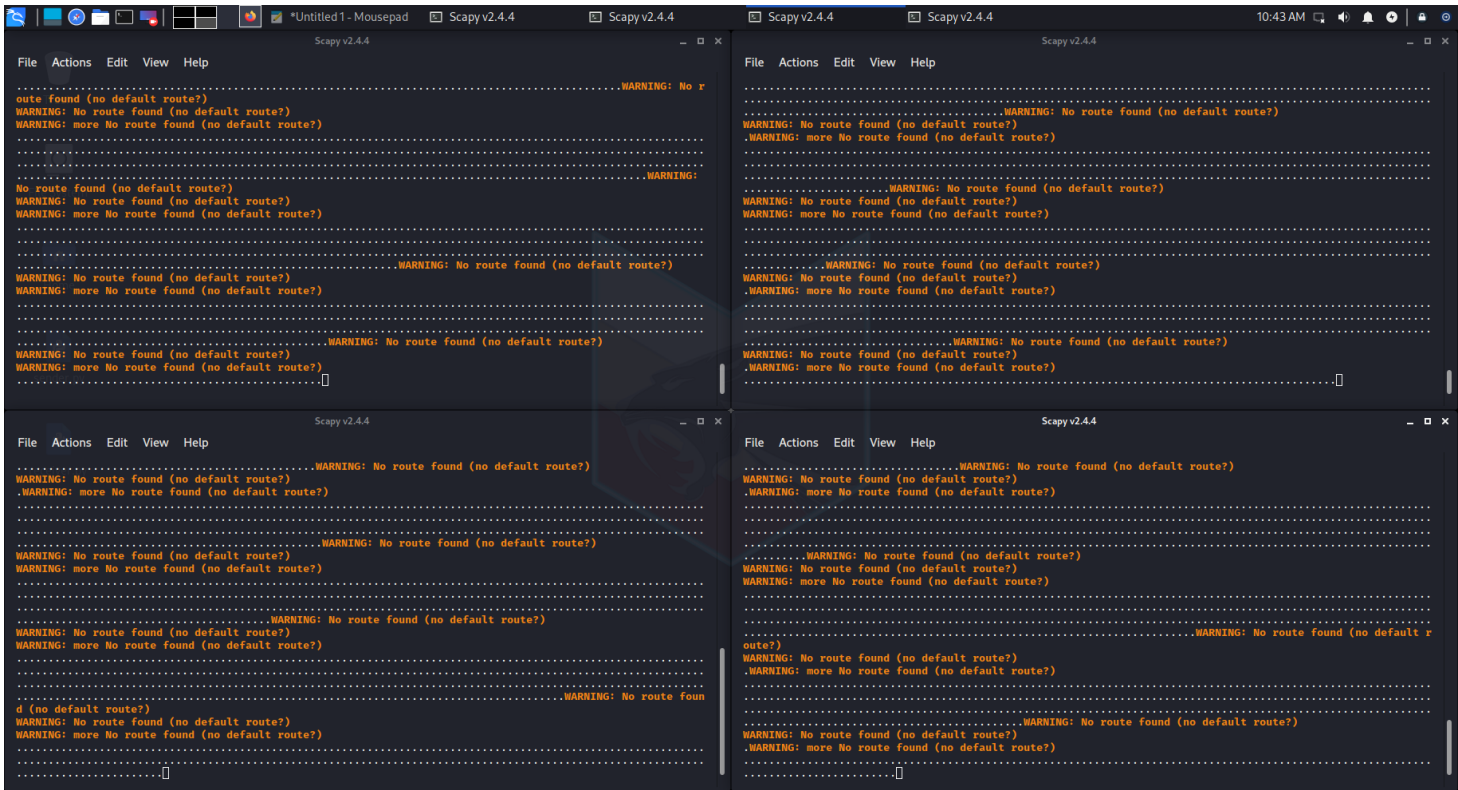 *Untitled 1 - Mousepad
Scapy v2.4.4
Scapy v2.4.4
Scapy v2.4.4
Scapy v2.4.4
10:43 AM
Scapy v2.4.4
File Actions Edit View Help
WARNING: No r
oute found (no default route?)
WARNING: No route found (no default route?)
WARNING: more No route found (no default route?)
WARNING:
No route found (no default route?)
WARNING: No route found (no default route?)
WARNING: more No route found (no default route?)
WARNING: No route found (no default route?)
WARNING: No route found (no default route?)
WARNING: more No route found (no default route?)
WARNING: No route found (no default route?)
WARNING: No route found (no default route?)
WARNING: more No route found (no default route?)
Scapy v2.4.4
File Actions Edit View Help
WARNING: No route found (no default route?)
WARNING: No route found (no default route?)
.WARNING: more No route found (no default route?)
WARNING: No route found (no default route?)
WARNING: No route found (no default route?)
WARNING: more No route found (no default route?)
WARNING: No route found (no default route?)
WARNING: No route found (no default route?)
.WARNING: more No route found (no default route?)
WARNING: No route found (no default route?)
WARNING: No route found (no default route?)
.WARNING: more No route found (no default route?)
Scapy v2.4.4
File Actions Edit View Help
WARNING: No route found (no default route?)
WARNING: No route found (no default route?)
.WARNING: more No route found (no default route?)
WARNING: No route found (no default route?)
WARNING: No route found (no default route?)
WARNING: more No route found (no default route?)
WARNING: No route found (no default route?)
WARNING: No route found (no default route?)
WARNING: more No route found (no default route?)
WARNING: No route foun
d (no default route?)
WARNING: No route found (no default route?)
WARNING: more No route found (no default route?)
Scapy v2.4.4
File Actions Edit View Help
WARNING: No route found (no default route?)
WARNING: No route found (no default route?)
.WARNING: more No route found (no default route?)
WARNING: No route found (no default route?)
WARNING: No route found (no default route?)
WARNING: more No route found (no default route?)
WARNING: No route found (no default r
oute?)
WARNING: No route found (no default route?)
.WARNING: more No route found (no default route?)
WARNING: No route found (no default route?)
WARNING: No route found (no default route?)
.WARNING: more No route found (no default route?)